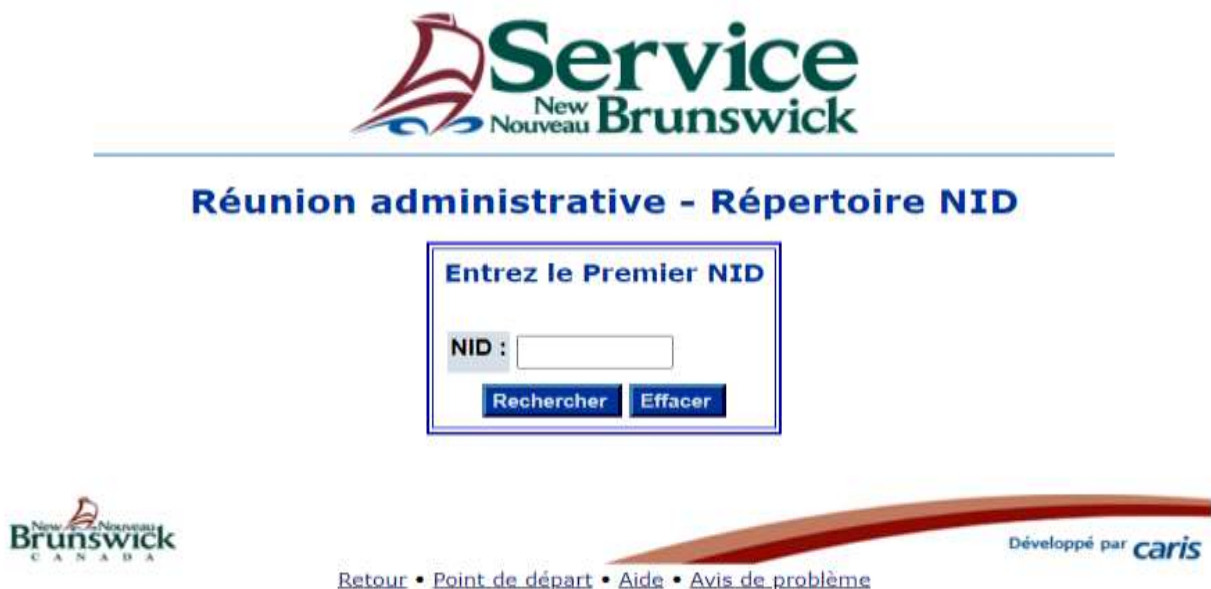 Service
New
Nouveau Brunswick
Réunion administrative - Répertoire NID
Entrez le Premier NID
NID :
Rechercher Effacer
New Nouveau
Brunswick
CANADA
Développé par caris
Retour • Point de départ • Aide • Avis de problème